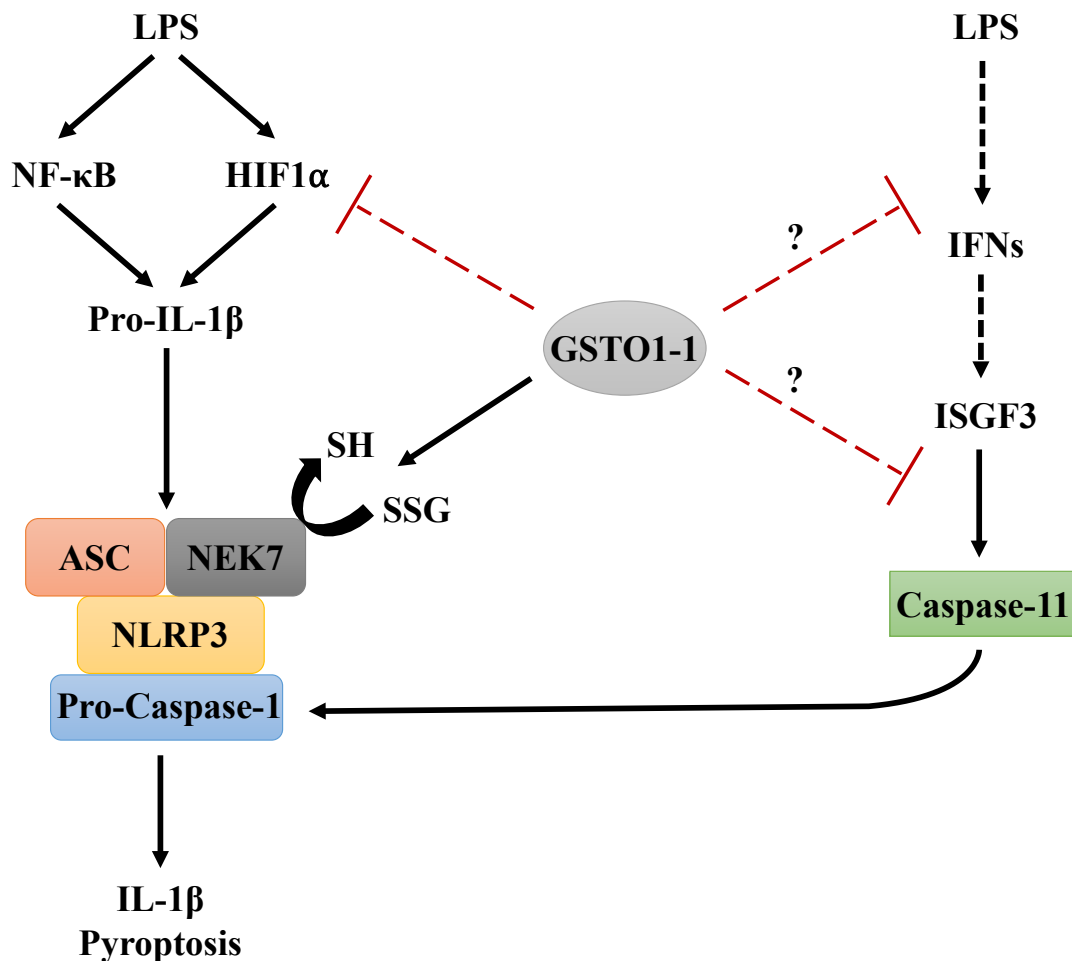 LPS
LPS
NF-κB
HIF1α
?
IFNs
Pro-IL-1β
GSTO1-1
?
ISGF3
SH
SSG
ASC
NEK7
Caspase-11
NLRP3
Pro-Caspase-1
IL-1β
Pyroptosis